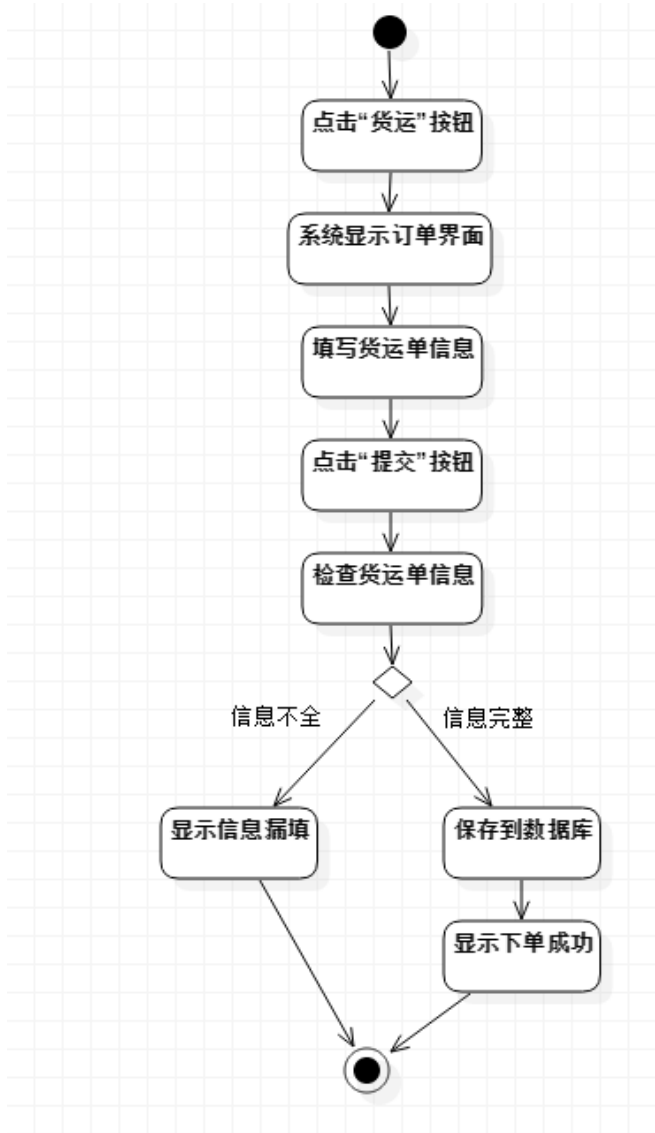 点击“货运”按钮
系统显示订单界面
填写货运单信息
点击“提交”按钮
检查货运单信息
信息不全
信息完整
显示信息漏填
保存到数据库
显示下单成功